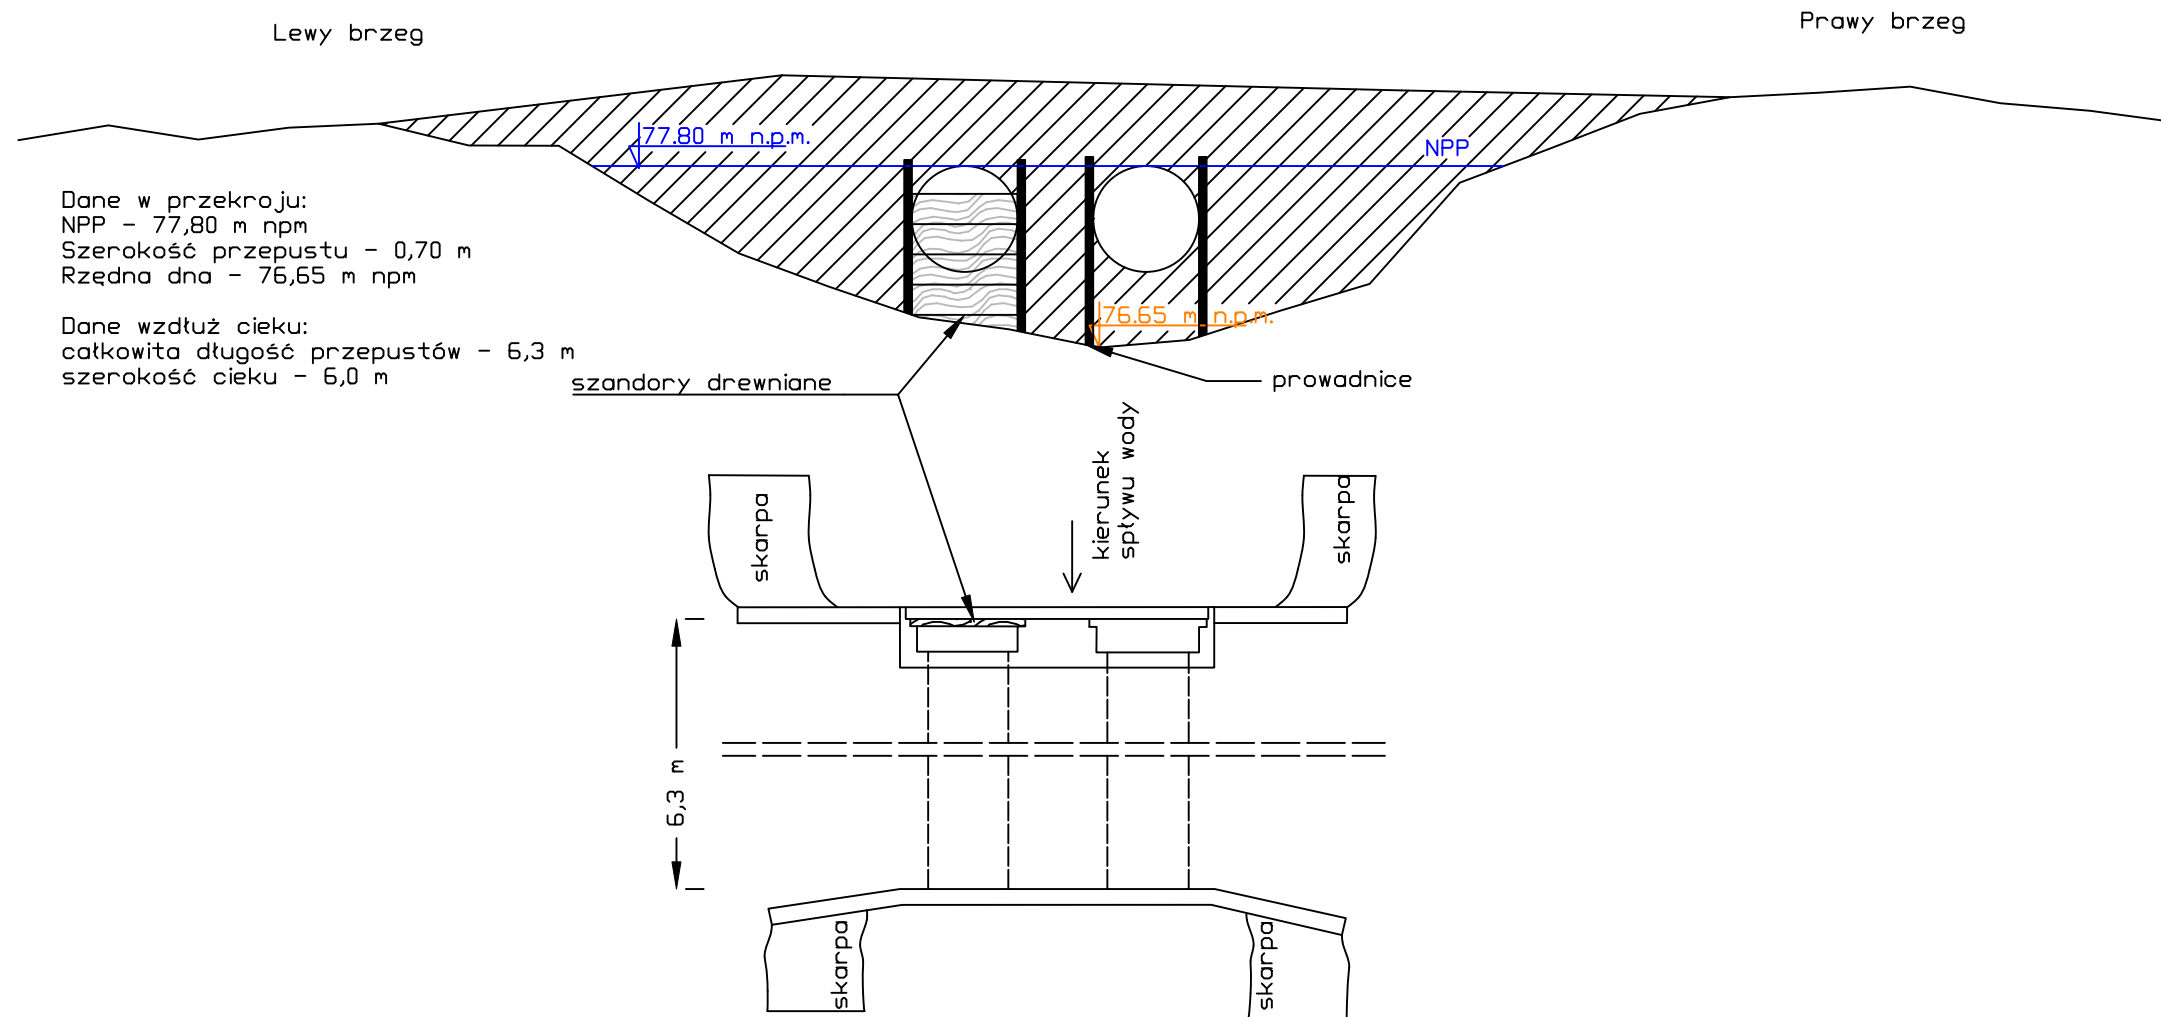 Lewy brzeg
Prawy brzeg
77.80 m n.p.m.
NPP
Dane w przekroju:
NPP - 77,80 m npm
Szerokość przepustu - 0,70 m
Rzędna dna - 76,65 m npm
Dane wzdłuż cieku:
całkowita długość przepustów - 6,3 m
szerokość cieku - 6,0 m
76.65 m n.p.m.
szandory drewniane
prowadnice
kierunek
spływu wody
skarpa
skarpa
6,3 m
skarpa
skarpa